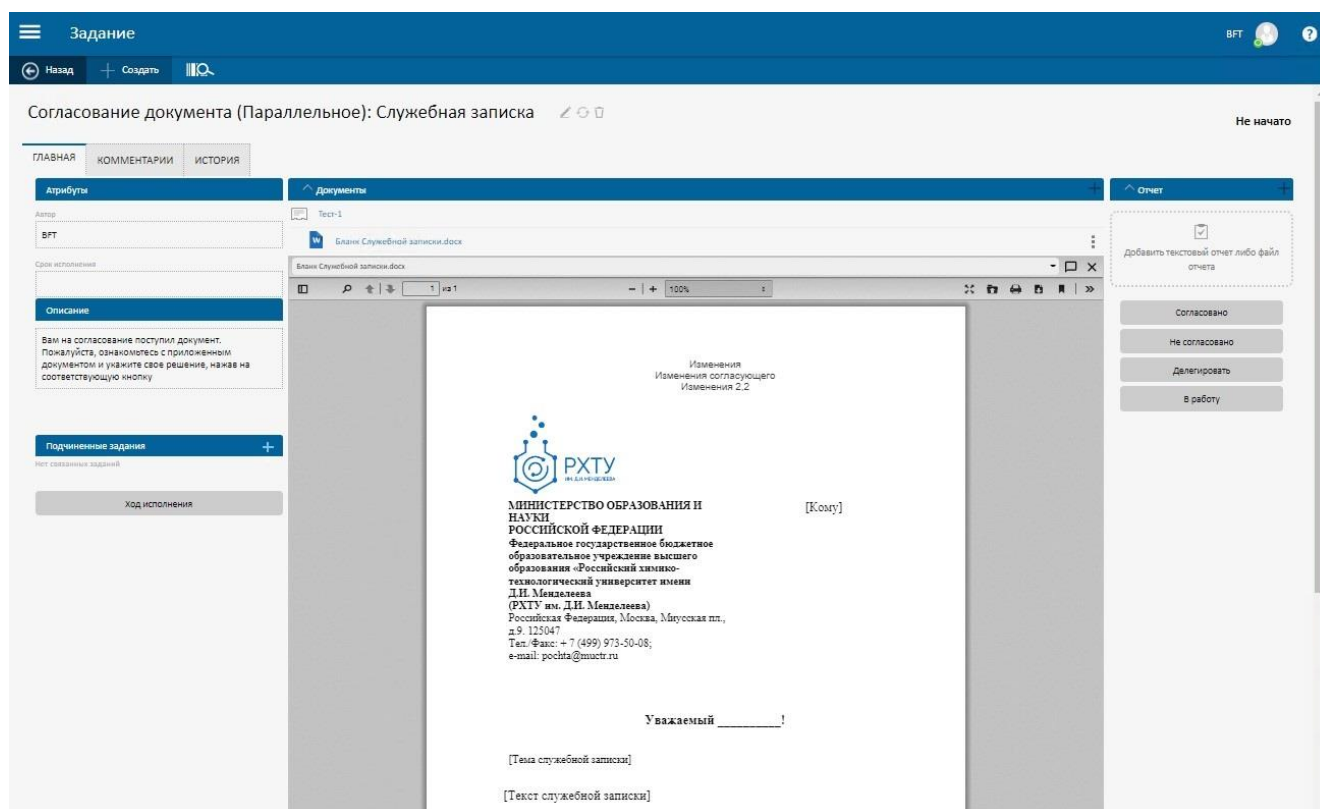 Задание
BFT
?
Назад
Создать
Согласование документа (Параллельное): Служебная записка
Не начато
ГЛАВНАЯ
КОММЕНТАРИИ
ИСТОРИЯ
Атрибуты
Автор
BFT
Срок исполнения
Описание
Вам на согласование поступил документ.
Пожалуйста, ознакомьтесь с приложенным
документом и укажите свое решение, нажав на
соответствующую кнопку
Подчиненные задания
Нет связанных заданий
Ход исполнения
Документы
Тест-1
Бланк Служебной записки.docx
Бланк Служебной записки.docx
1 из 1
100%
Изменения
Изменения согласующего
Изменения 2.2
РХТУ
ИМ. Д.И. МЕНДЕЛЕЕВА
МИНИСТЕРСТВО ОБРАЗОВАНИЯ И
НАУКИ
РОССИЙСКОЙ ФЕДЕРАЦИИ
Федеральное государственное бюджетное
образовательное учреждение высшего
образования «Российский химико-
технологический университет имени
Д.И. Менделеева
(РХТУ им. Д.И. Менделеева)
Российская Федерация, Москва, Миусская пл.,
д.9. 125047
Тел./Факс: + 7 (499) 973-50-08;
e-mail: pochta@muctr.ru
[Кому]
Уважаемый __________!
[Тема служебной записки]
[Текст служебной записки]
Отчет
Добавить текстовый отчет либо файл
отчета
Согласовано
Не согласовано
Делегировать
В работу